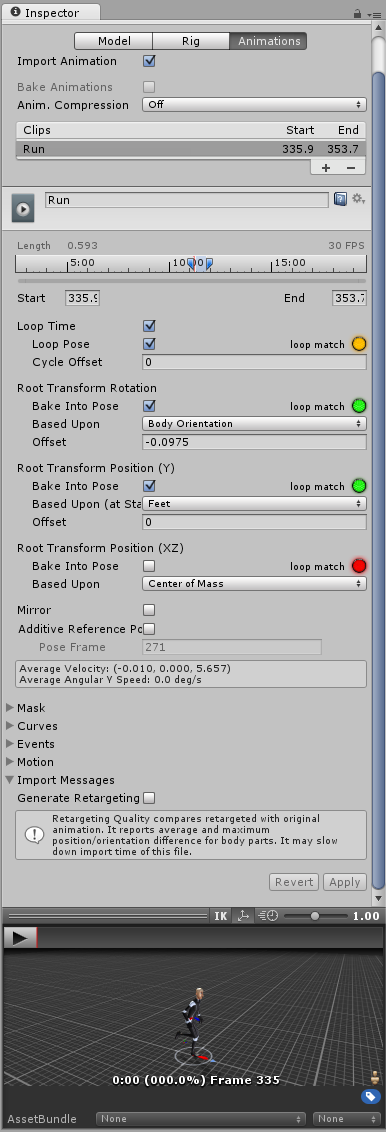 Inspector
Model Rig Animations
Import Animation
Bake Animations
Anim. Compression Off
Clips Start End
Run 335.9 353.7
Run
Length 0.593 30 FPS
5:00 15:00
Start 335.9 End 353.7
Loop Time
Loop Pose loop match
Cycle Offset 0
Root Transform Rotation
Bake Into Pose loop match
Based Upon Body Orientation
Offset -0.0975
Root Transform Position (Y)
Bake Into Pose loop match
Based Upon (at Sta Feet
Offset 0
Root Transform Position (XZ)
Bake Into Pose loop match
Based Upon Center of Mass
Mirror
Additive Reference Po
Pose Frame 271
Average Velocity: (-0.010, 0.000, 5.657)
Average Angular Y Speed: 0.0 deg/s
Mask
Curves
Events
Motion
Import Messages
Generate Retargeting
Retargeting Quality compares retargeted with original
animation. It reports average and maximum
position/orientation difference for body parts. It may slow
down import time of this file.
Revert Apply
IK 1.00
0:00 (000.0%) Frame 335
AssetBundle None None